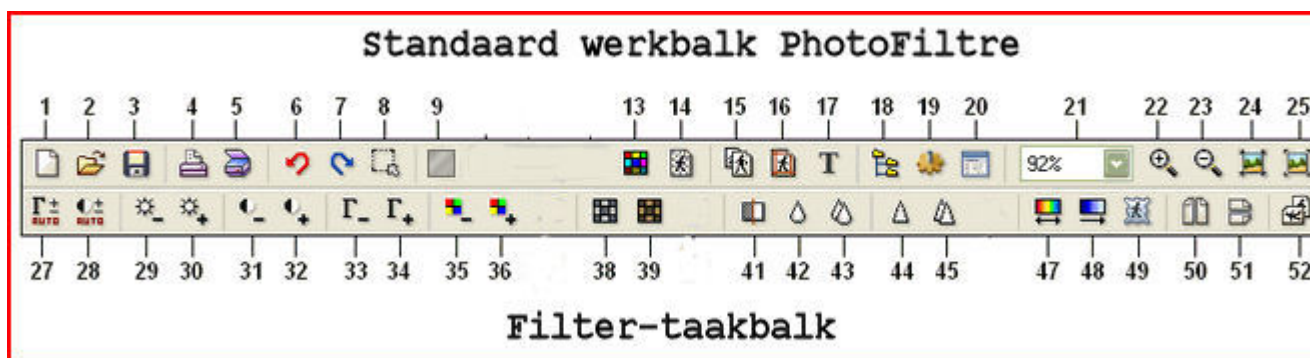 Standaard werkbalk PhotoFiltre
1 2 3 4 5 6 7 8 9 13 14 15 16 17 18 19 20 21 22 23 24 25
T 92%
Γ± AUTO ± AUTO Γ Γ
27 28 29 30 31 32 33 34 35 36 38 39 41 42 43 44 45 47 48 49 50 51 52
Filter-taakbalk